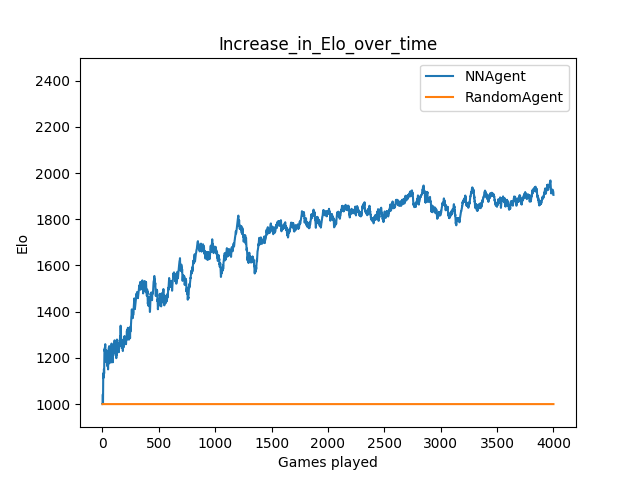 Increase_in_Elo_over_time
NNAgent
RandomAgent
2400
2200
2000
1800
1600
1400
1200
1000
Elo
0 500 1000 1500 2000 2500 3000 3500 4000
Games played